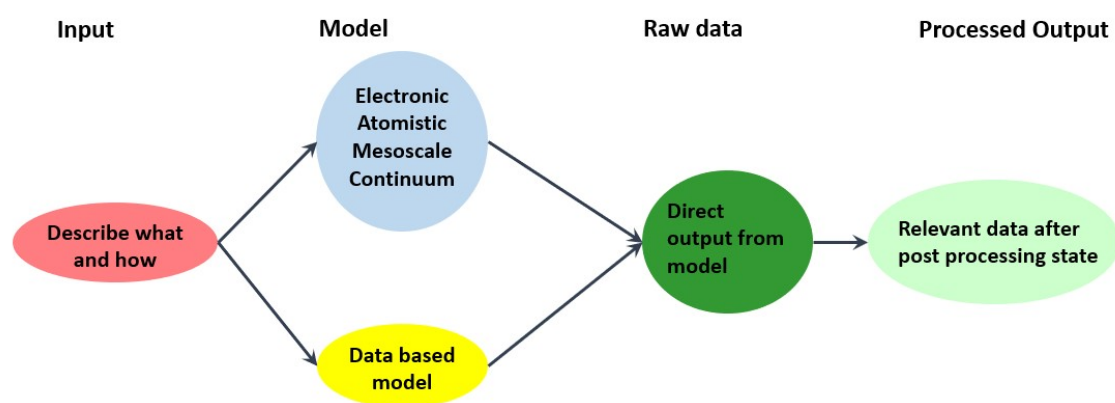 Input
Model
Raw data
Processed Output
Electronic
Atomistic
Mesoscale
Continuum
Describe what
and how
Direct
output from
model
Relevant data after
post processing state
Data based
model